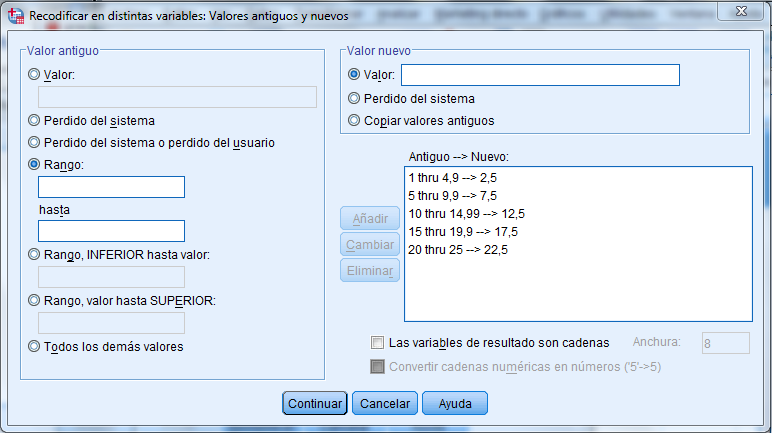 Recodificar en distintas variables: Valores antiguos y nuevos
Valor antiguo
Valor:
Perdido del sistema
Perdido del sistema o perdido del usuario
Rango:
hasta
Rango, INFERIOR hasta valor:
Rango, valor hasta SUPERIOR:
Todos los demás valores
Valor nuevo
Valor:
Perdido del sistema
Copiar valores antiguos
Antiguo --> Nuevo:
1 thru 4,9 --> 2,5
5 thru 9,9 --> 7,5
10 thru 14,99 --> 12,5
15 thru 19,9 --> 17,5
20 thru 25 --> 22,5
Añadir
Cambiar
Eliminar
Las variables de resultado son cadenas
Anchura:
8
Convertir cadenas numéricas en números ('5'->5)
Continuar
Cancelar
Ayuda